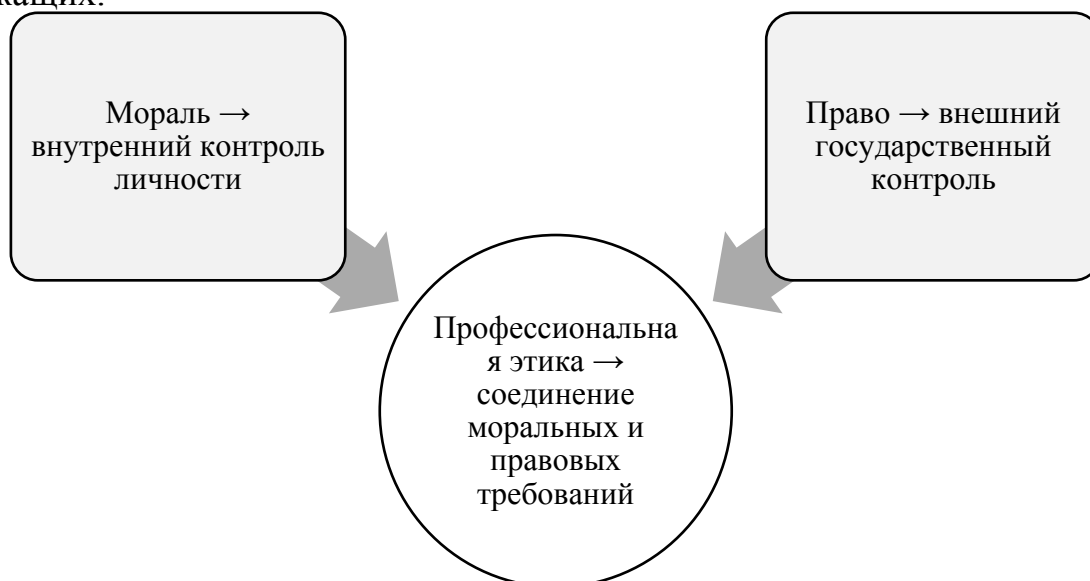 Мораль →
внутренний контроль
личности
Право → внешний
государственный
контроль
Профессиональна
я этика →
соединение
моральных и
правовых
требований